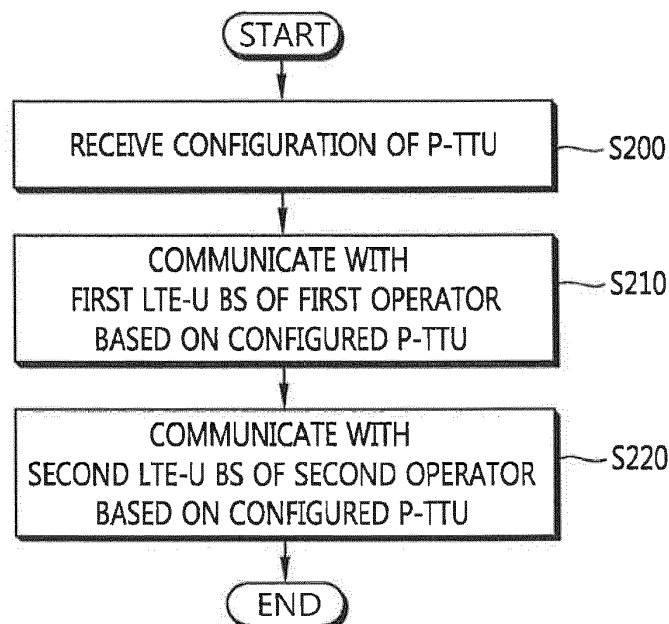 START
RECEIVE CONFIGURATION OF P-TTU
S200
COMMUNICATE WITH
FIRST LTE-U BS OF FIRST OPERATOR
BASED ON CONFIGURED P-TTU
S210
COMMUNICATE WITH
SECOND LTE-U BS OF SECOND OPERATOR
BASED ON CONFIGURED P-TTU
S220
END